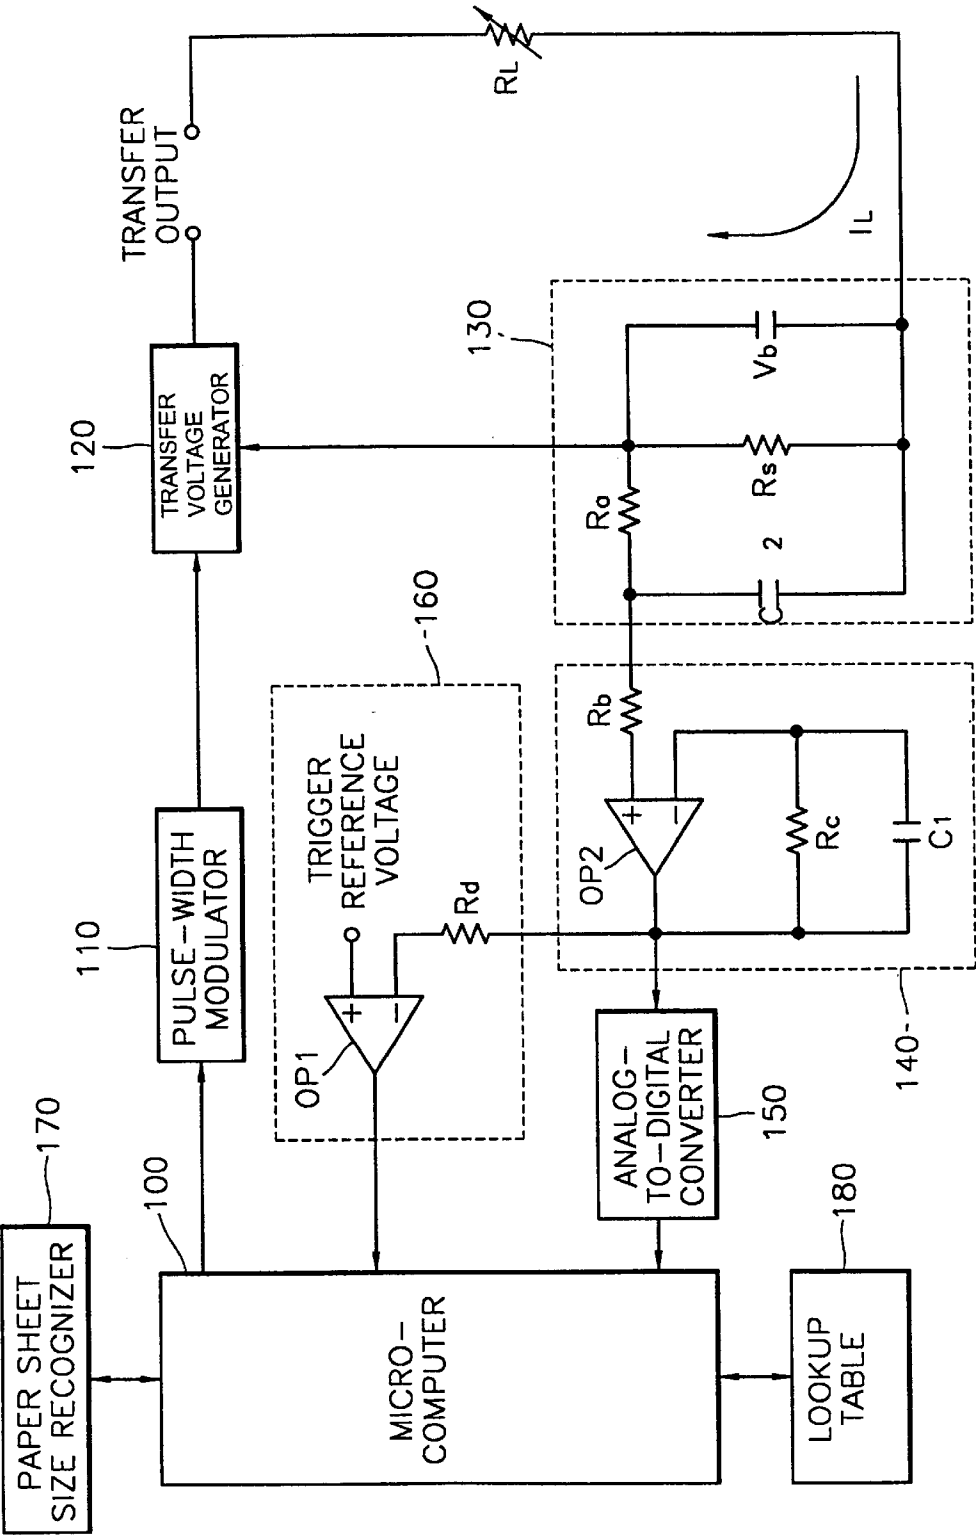 170
PAPER SHEET
SIZE RECOGNIZER
100
MICRO-
COMPUTER
180
LOOKUP
TABLE
110
PULSE-WIDTH
MODULATOR
120
TRANSFER
VOLTAGE
GENERATOR
TRANSFER
OUTPUT
RL
IL
160
TRIGGER
REFERENCE
VOLTAGE
OP1
+
−
Rd
150
ANALOG-
TO-DIGITAL
CONVERTER
140
OP2
+
−
Rb
Rc
C1
130
Ra
C2
Rs
Vb